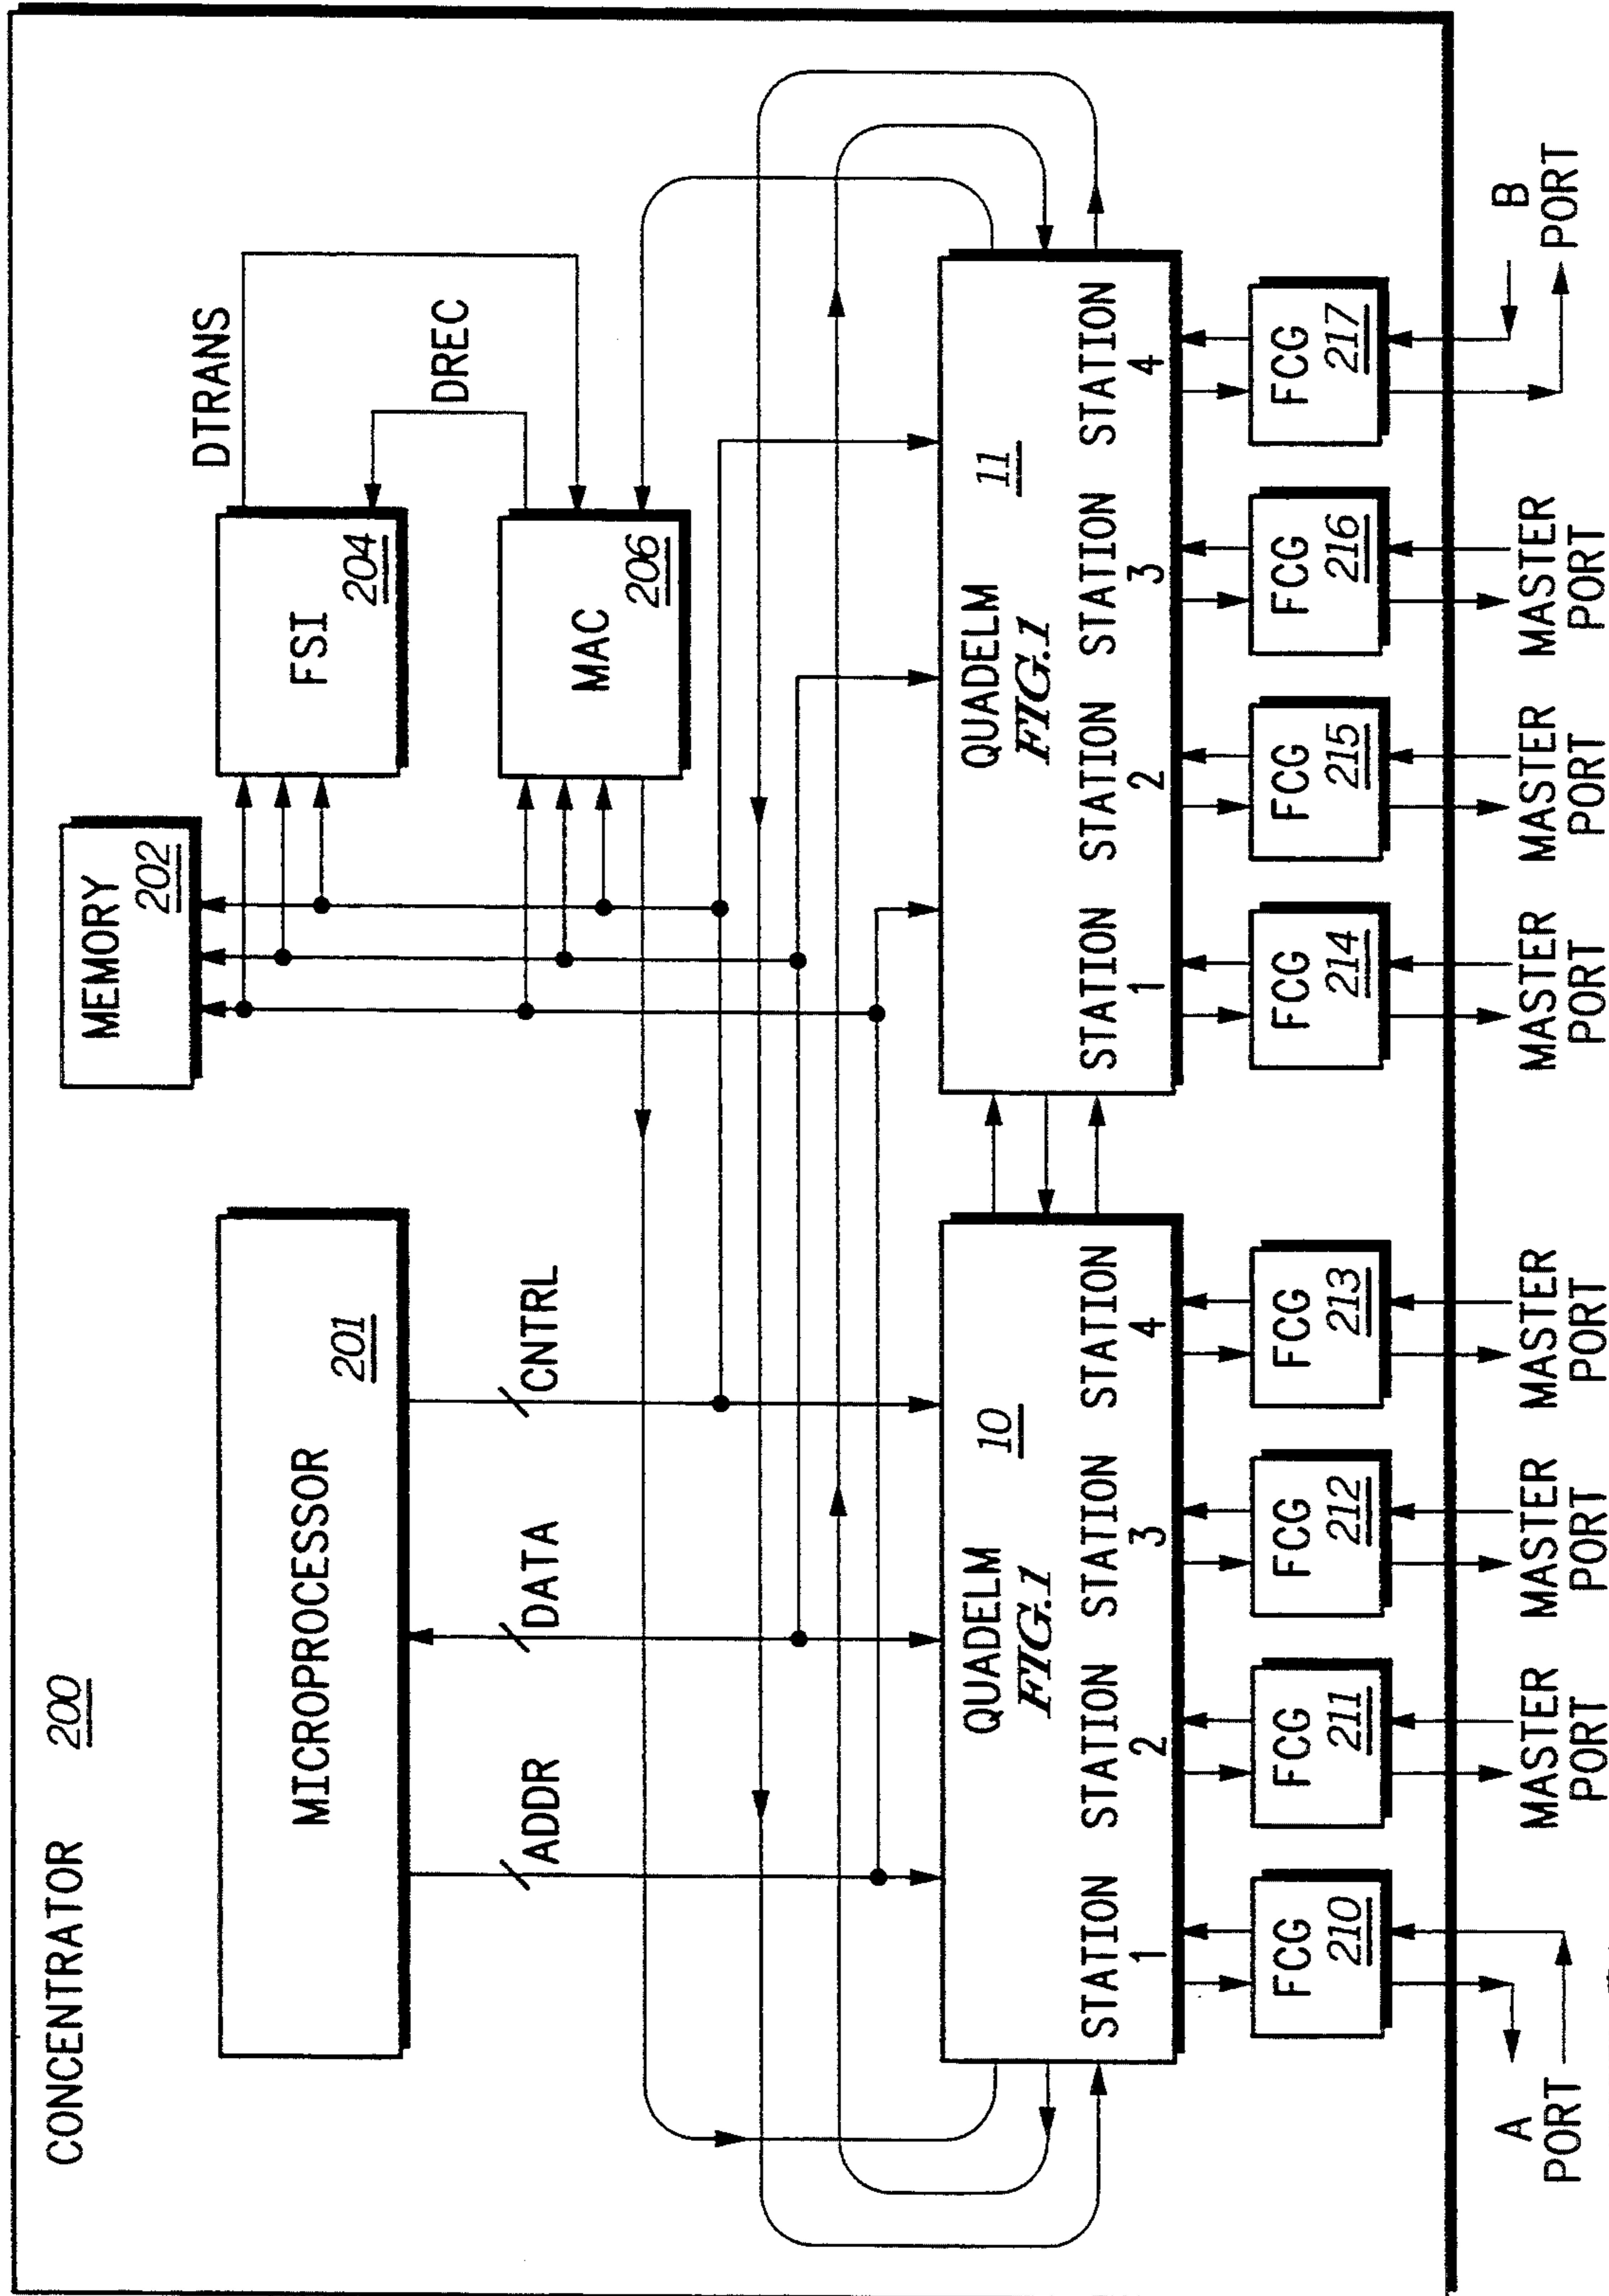 CONCENTRATOR 200
MICROPROCESSOR
201
MEMORY
202
FSI
204
MAC
206
DTRANS
DREC
ADDR
DATA
CNTRL
QUADELM 10
FIG.1
STATION STATION STATION STATION
1 2 3 4
QUADELM 11
FIG.1
STATION STATION STATION STATION
1 2 3 4
FCG
210
FCG
211
FCG
212
FCG
213
FCG
214
FCG
215
FCG
216
FCG
217
A
PORT
MASTER
PORT
MASTER
PORT
MASTER
PORT
MASTER
PORT
MASTER
PORT
MASTER
PORT
B
PORT